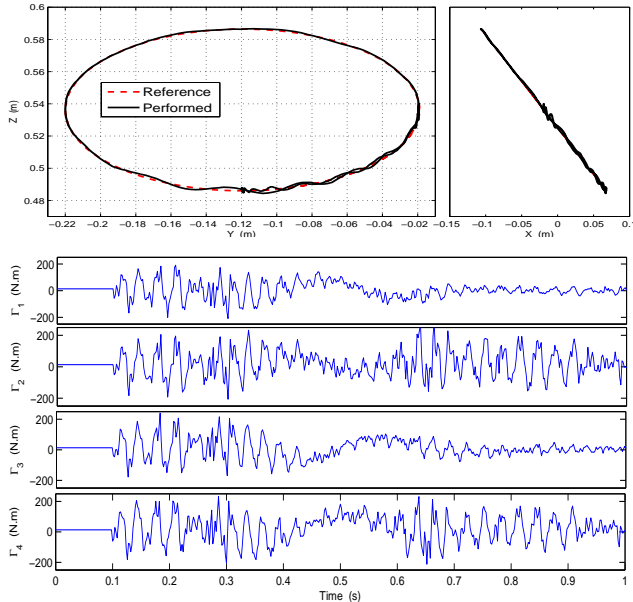 0.6
0.58
0.56
0.54
0.52
0.5
0.48
Z (m)
Reference
Performed
−0.22 −0.2 −0.18 −0.16 −0.14 −0.12 −0.1 −0.08 −0.06 −0.04 −0.02
Y (m)
−0.15 −0.1 −0.05 0 0.05 0.1
X (m)
200
0
−200
Γ1 (N.m)
200
0
−200
Γ2 (N.m)
200
0
−200
Γ3 (N.m)
200
0
−200
Γ4 (N.m)
0 0.1 0.2 0.3 0.4 0.5 0.6 0.7 0.8 0.9 1
Time (s)